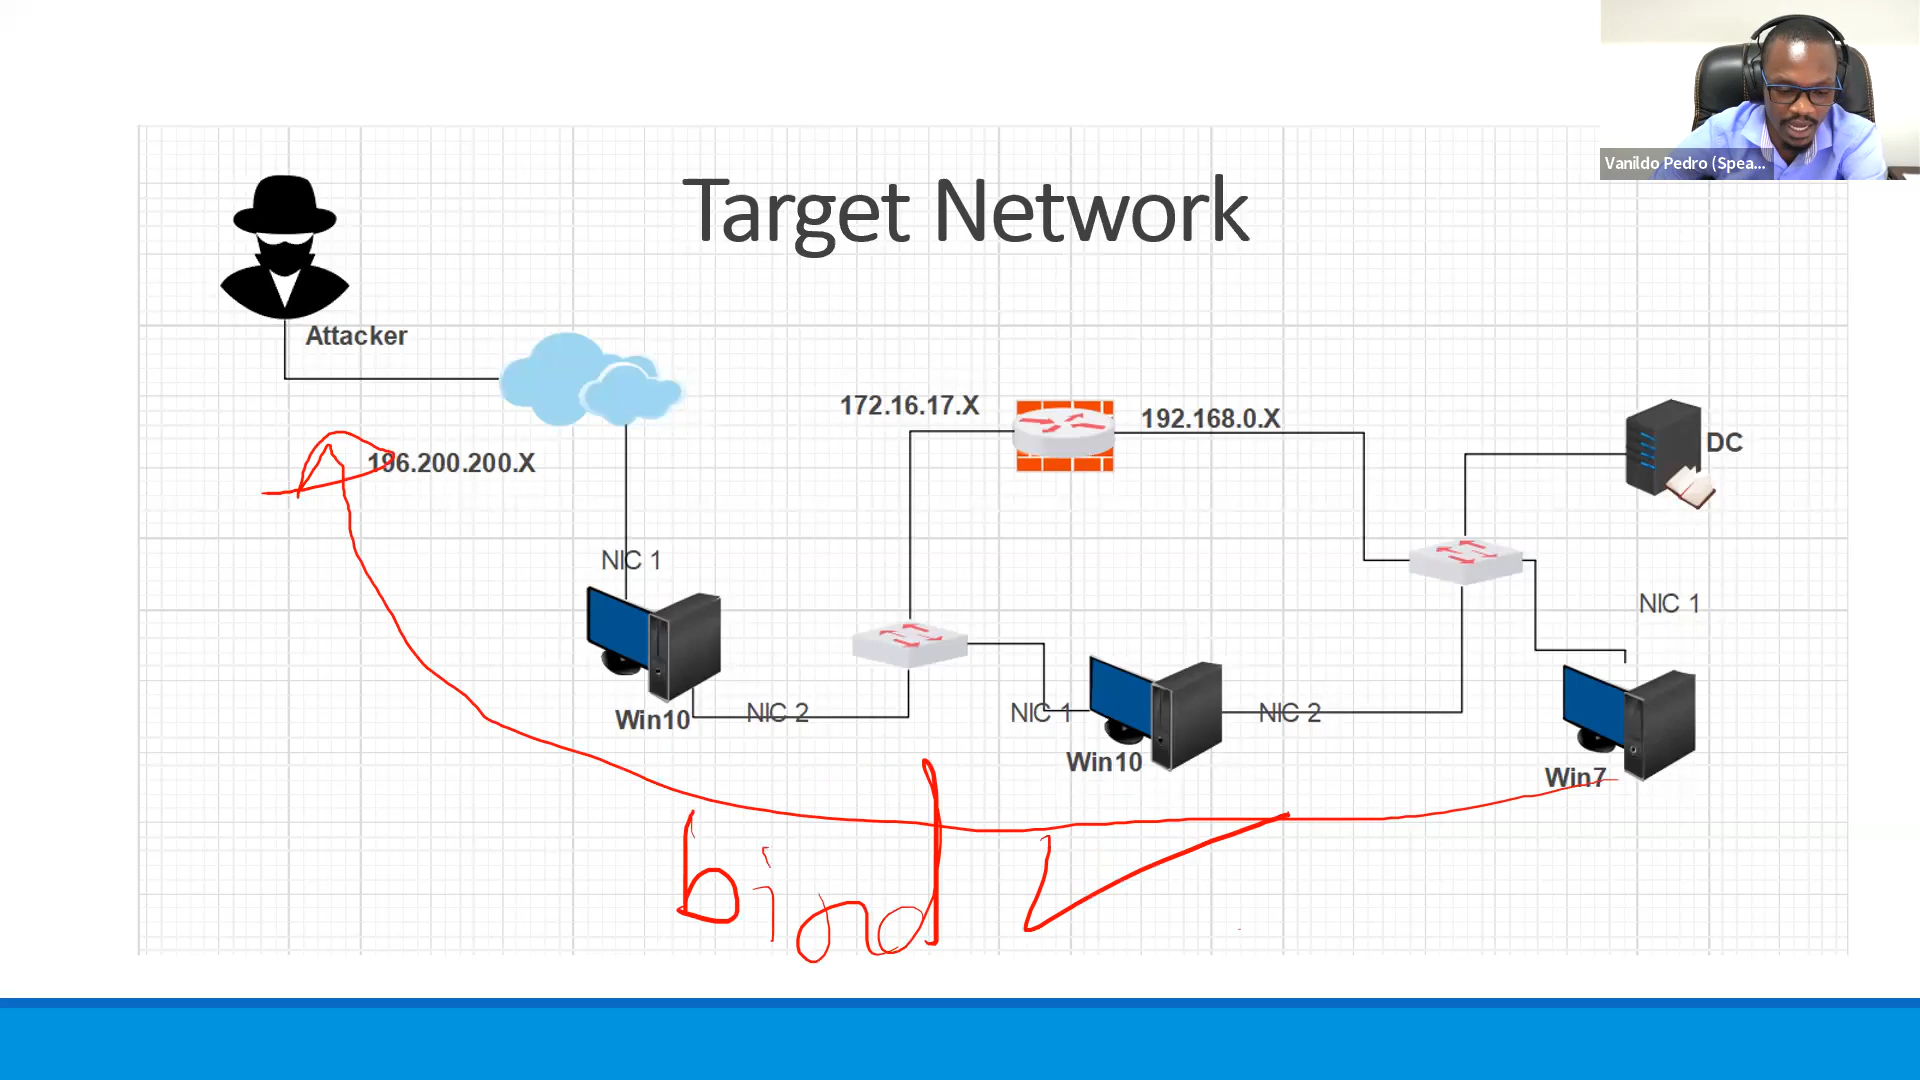 Vanildo Pedro (Spea...
Target Network
Attacker
172.16.17.X
192.168.0.X
DC
196.200.200.X
NIC 1
NIC 1
Win10
NIC 2
NIC 1
NIC 2
Win10
Win7
bind